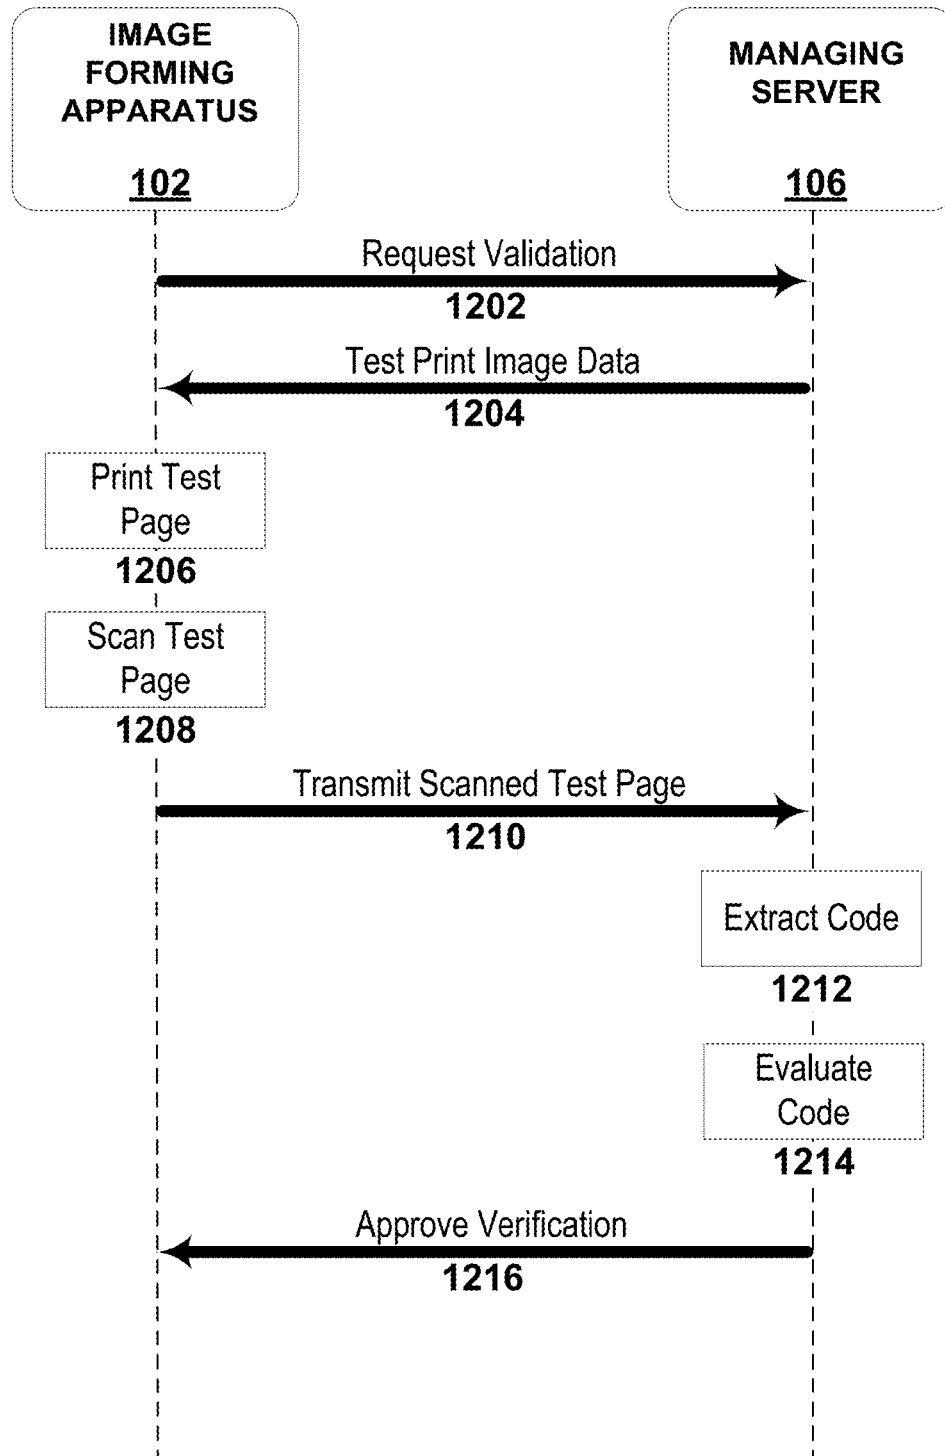 IMAGE
FORMING
APPARATUS
102
MANAGING
SERVER
106
Request Validation
1202
Test Print Image Data
1204
Print Test
Page
1206
Scan Test
Page
1208
Transmit Scanned Test Page
1210
Extract Code
1212
Evaluate
Code
1214
Approve Verification
1216